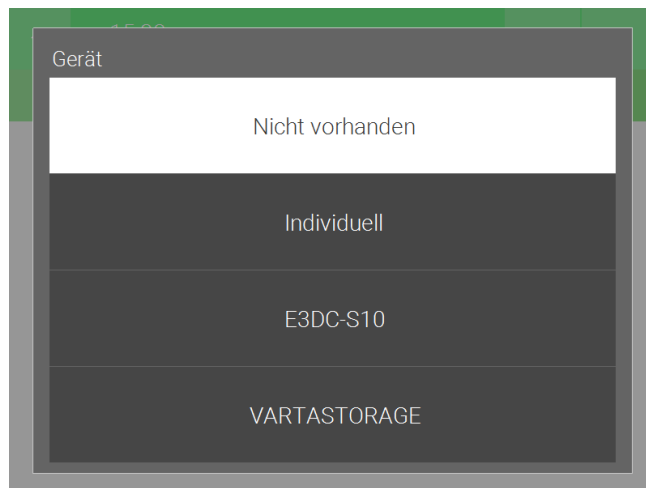 Gerät
Nicht vorhanden
Individuell
E3DC-S10
VARTASTORAGE